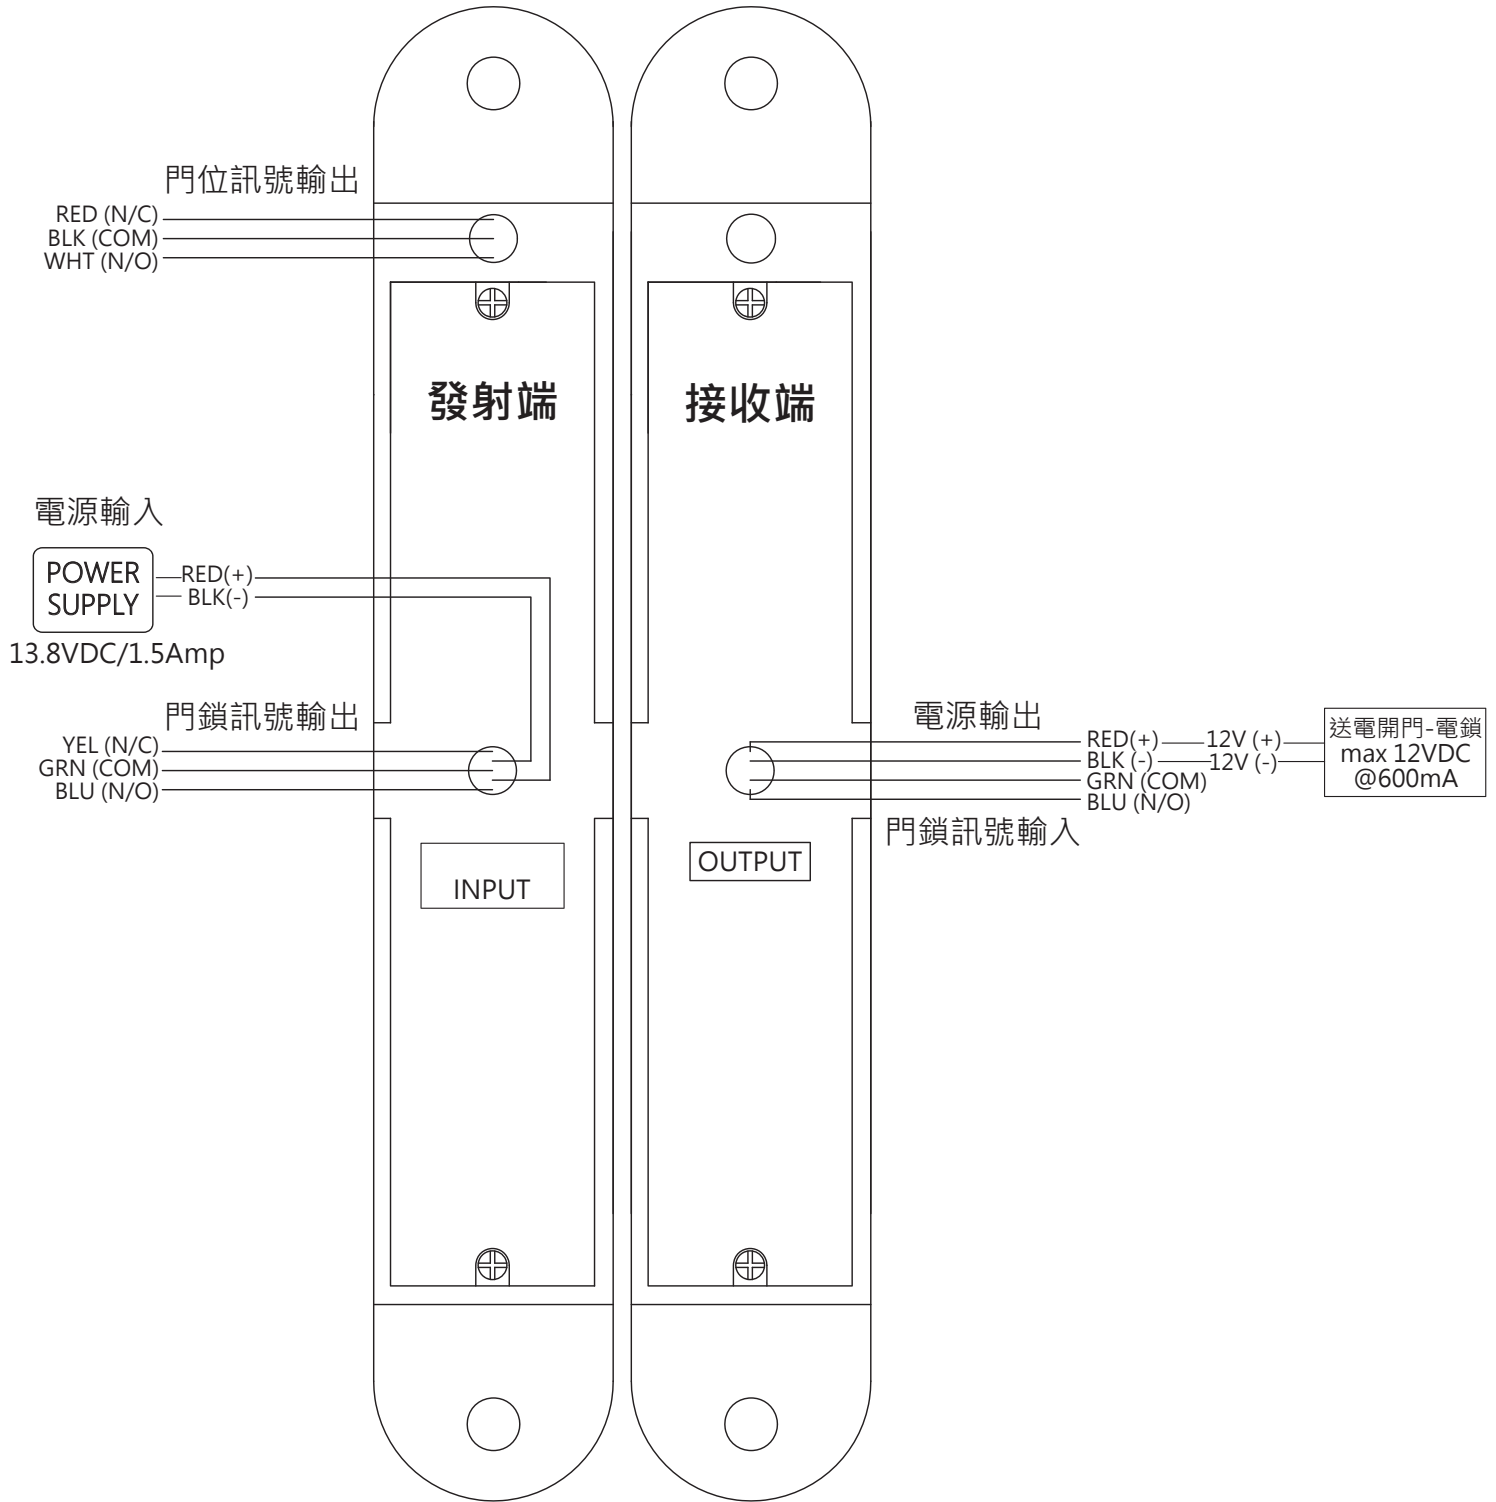 門位訊號輸出
RED (N/C)
BLK (COM)
WHT (N/O)
發射端
接收端
電源輸入
POWER
SUPPLY
RED(+)
BLK(-)
13.8VDC/1.5Amp
門鎖訊號輸出
YEL (N/C)
GRN (COM)
BLU (N/O)
電源輸出
RED(+) 12V (+)
BLK (-) 12V (-)
GRN (COM)
BLU (N/O)
送電開門-電鎖
max 12VDC
@600mA
門鎖訊號輸入
INPUT
OUTPUT